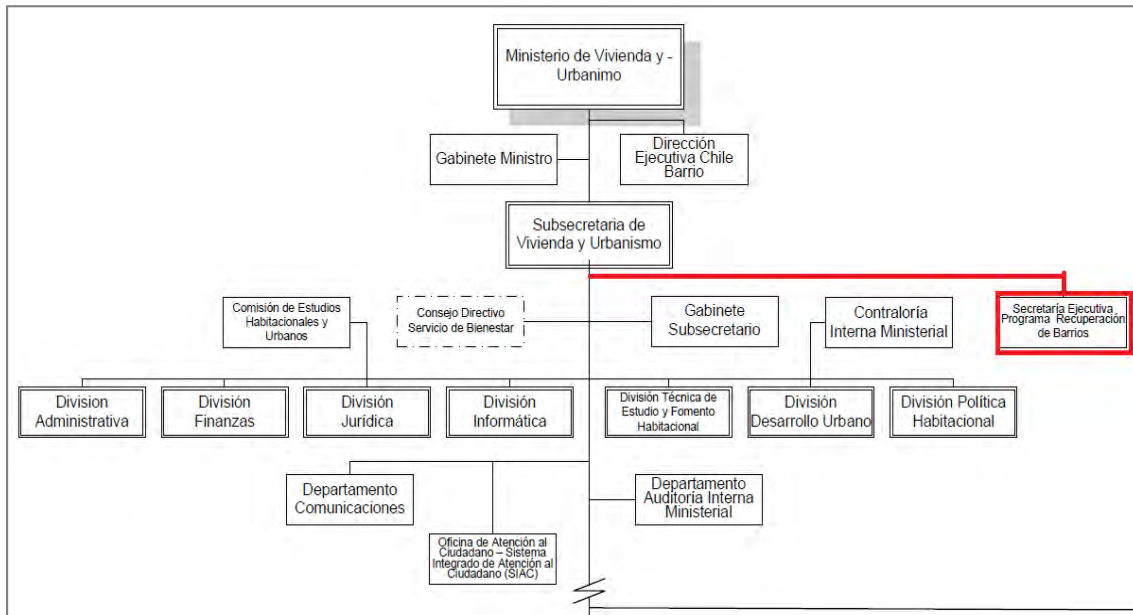 Ministerio de Vivienda y -
Urbanimo
Gabinete Ministro
Dirección
Ejecutiva Chile
Barrio
Subsecretaria de
Vivienda y Urbanismo
Comisión de Estudios
Habitacionales y
Urbanos
Consejo Directivo
Servicio de Bienestar
Gabinete
Subsecretario
Contraloría
Interna Ministerial
Secretaría Ejecutiva
Programa Recuperación
de Barrios
Division
Administrativa
División
Finanzas
División
Jurídica
División
Informática
División Técnica de
Estudio y Fomento
Habitacional
División
Desarrollo Urbano
División Política
Habitacional
Departamento
Comunicaciones
Departamento
Auditoría Interna
Ministerial
Oficina de Atención al
Ciudadano – Sistema
Integrado de Atención al
Ciudadano (SIAC)